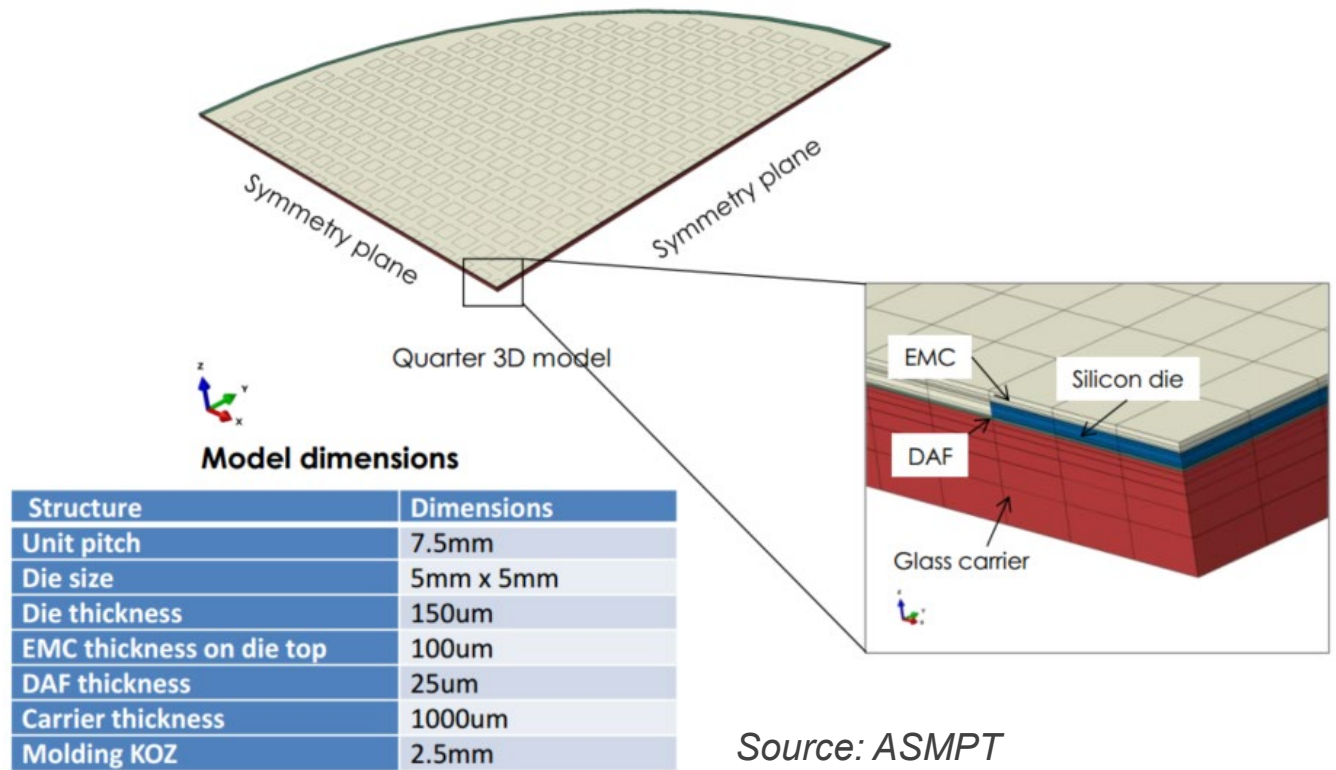 Symmetry plane
Symmetry plane
Quarter 3D model
z
Y
x
EMC
Silicon die
DAF
Glass carrier
Model dimensions
Structure Dimensions
Unit pitch 7.5mm
Die size 5mm x 5mm
Die thickness 150um
EMC thickness on die top 100um
DAF thickness 25um
Carrier thickness 1000um
Molding KOZ 2.5mm
Source: ASMPT